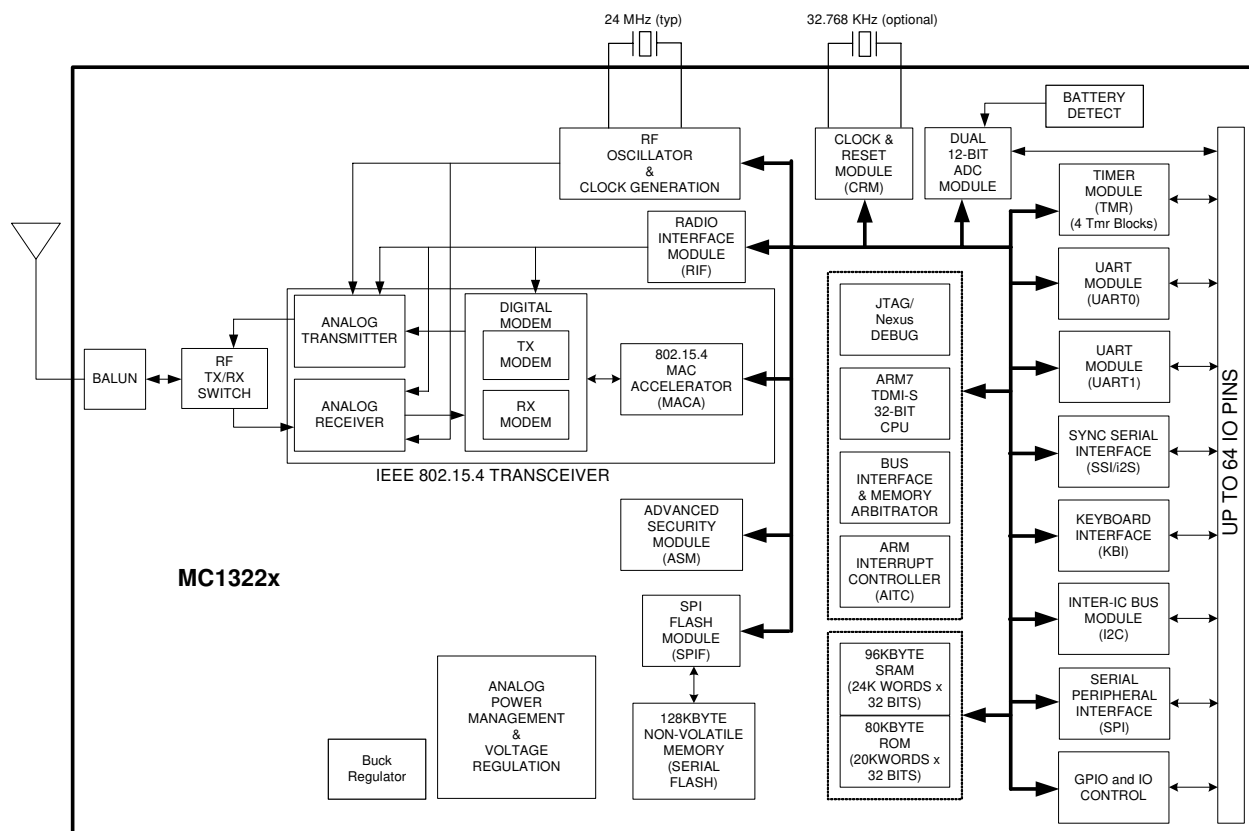 24 MHz (typ)
32.768 KHz (optional)
BATTERY
DETECT
RF
OSCILLATOR
&
CLOCK GENERATION
CLOCK &
RESET
MODULE
(CRM)
DUAL
12-BIT
ADC
MODULE
TIMER
MODULE
(TMR)
(4 Tmr Blocks)
RADIO
INTERFACE
MODULE
(RIF)
UART
MODULE
(UART0)
ANALOG
TRANSMITTER
DIGITAL
MODEM
TX
MODEM
RX
MODEM
802.15.4
MAC
ACCELERATOR
(MACA)
JTAG/
Nexus
DEBUG
UART
MODULE
(UART1)
BALUN
RF
TX/RX
SWITCH
ANALOG
RECEIVER
ARM7
TDMI-S
32-BIT
CPU
IEEE 802.15.4 TRANSCEIVER
SYNC SERIAL
INTERFACE
(SSI/i2S)
BUS
INTERFACE
& MEMORY
ARBITRATOR
UP TO 64 IO PINS
ADVANCED
SECURITY
MODULE
(ASM)
KEYBOARD
INTERFACE
(KBI)
MC1322x
ARM
INTERRUPT
CONTROLLER
(AITC)
INTER-IC BUS
MODULE
(I2C)
SPI
FLASH
MODULE
(SPIF)
96KBYTE
SRAM
(24K WORDS x
32 BITS)
SERIAL
PERIPHERAL
INTERFACE
(SPI)
ANALOG
POWER
MANAGEMENT
&
VOLTAGE
REGULATION
128KBYTE
NON-VOLATILE
MEMORY
(SERIAL
FLASH)
80KBYTE
ROM
(20KWORDS x
32 BITS)
Buck
Regulator
GPIO and IO
CONTROL